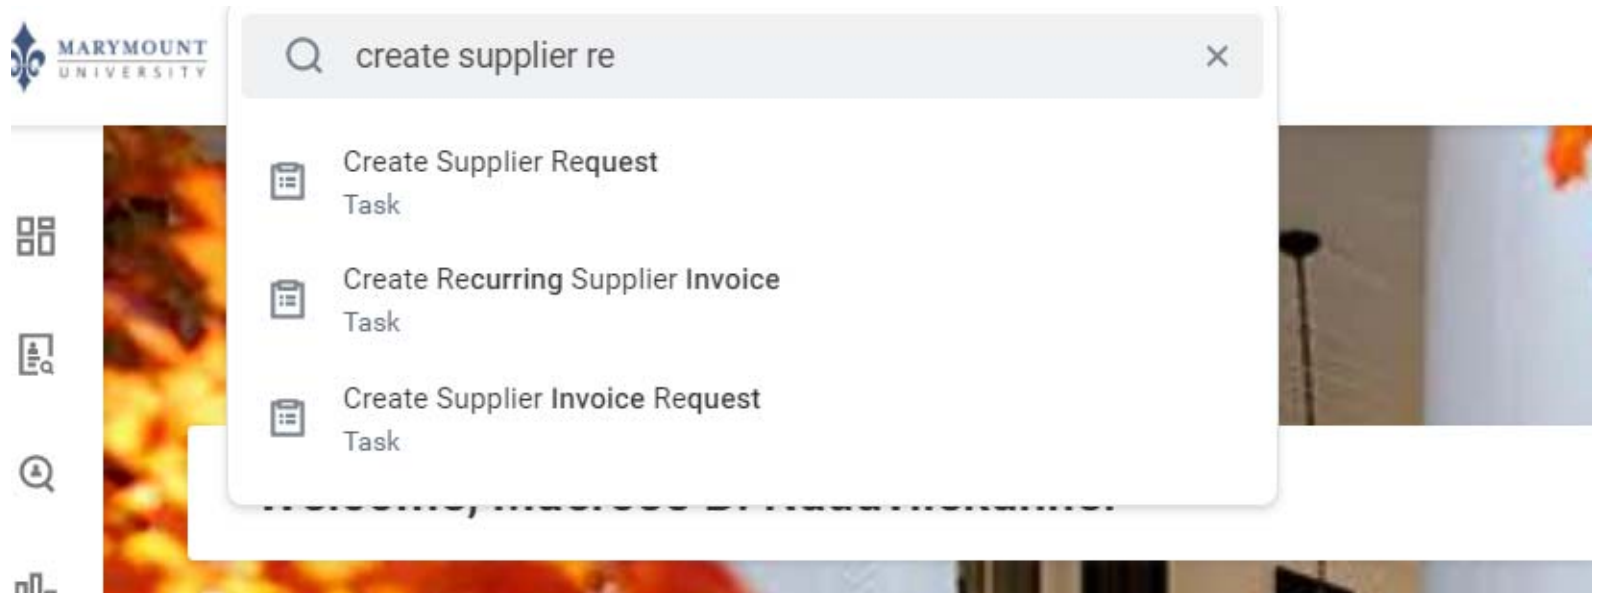 MARYMOUNT
UNIVERSITY
create supplier re
Create Supplier Request
Task
Create Recurring Supplier Invoice
Task
Create Supplier Invoice Request
Task